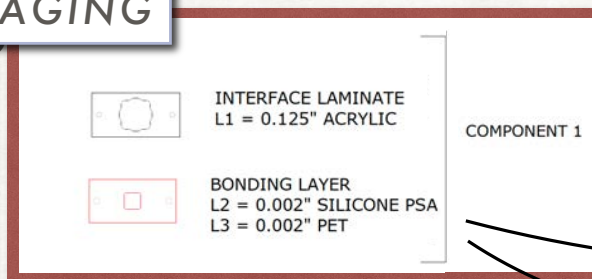 AGING
INTERFACE LAMINATE
L1 = 0.125" ACRYLIC
COMPONENT 1
BONDING LAYER
L2 = 0.002" SILICONE PSA
L3 = 0.002" PET